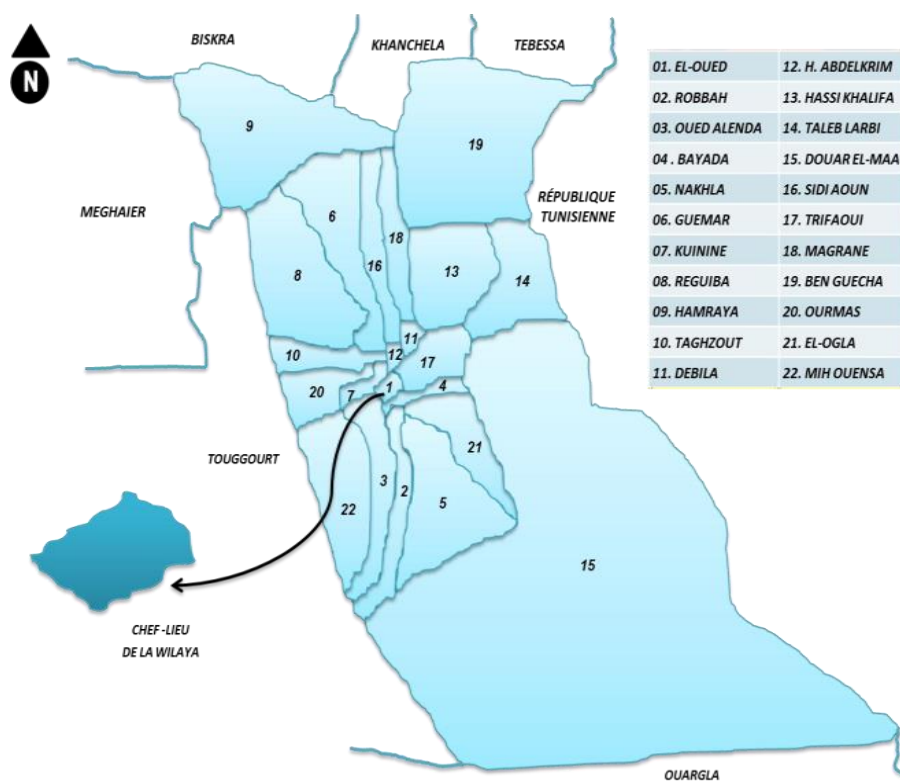 BISKRA
KHANCHELA
TEBESSA
N
MEGHAIER
RÉPUBLIQUE
TUNISIENNE
TOUGGOURT
OUARGLA
9
19
6
18
8
16
13
14
11
10
12
17
20
7
1
4
21
3
2
5
22
15
CHEF-LIEU
DE LA WILAYA
01. EL-OUED
12. H. ABDELKRIM
02. ROBBAH
13. HASSI KHALIFA
03. OUED ALENDA
14. TALEB LARBI
04 . BAYADA
15. DOUAR EL-MAA
05. NAKHLA
16. SIDI AOUN
06. GUEMAR
17. TRIFAOUI
07. KUININE
18. MAGRANE
08. REGUIBA
19. BEN GUECHA
09. HAMRAYA
20. OURMAS
10. TAGHZOUT
21. EL-OGLA
11. DEBILA
22. MIH OUENSA